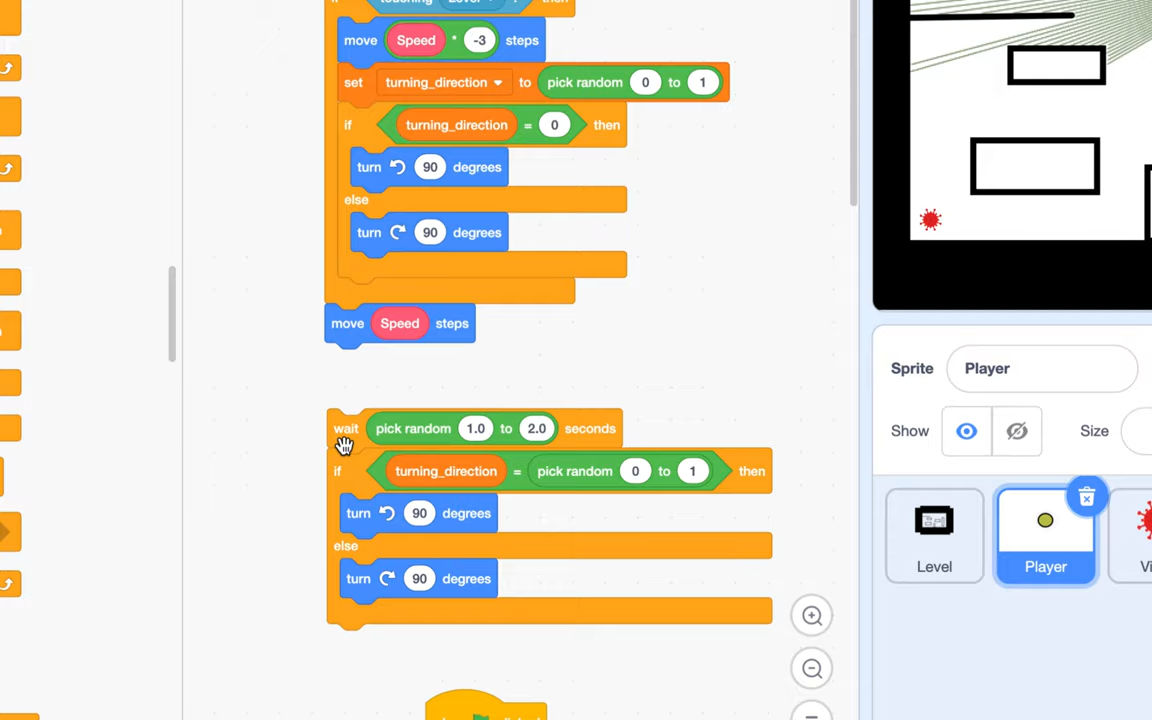 move Speed * -3 steps
set turning_direction to pick random 0 to 1
if turning_direction = 0 then
turn 90 degrees
else
turn 90 degrees
move Speed steps
wait pick random 1.0 to 2.0 seconds
if turning_direction = pick random 0 to 1 then
turn 90 degrees
else
turn 90 degrees
Sprite Player
Show Size
Level Player